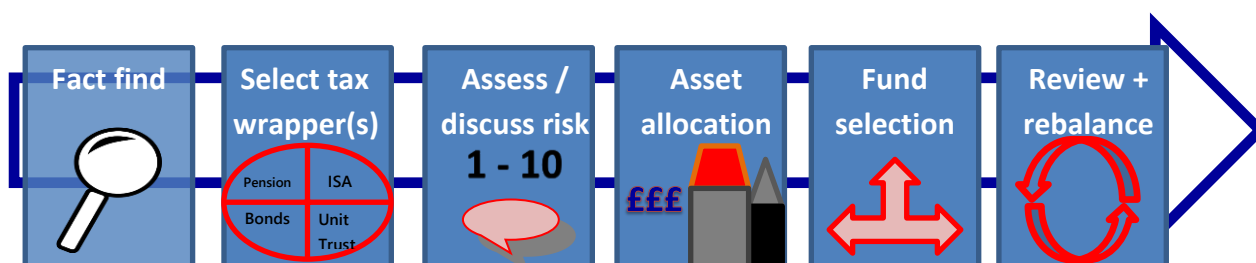 Fact find
Select tax
wrapper(s)
Pension
ISA
Bonds
Unit
Trust
Assess /
discuss risk
1 - 10
Asset
allocation
£££
Fund
selection
Review +
rebalance